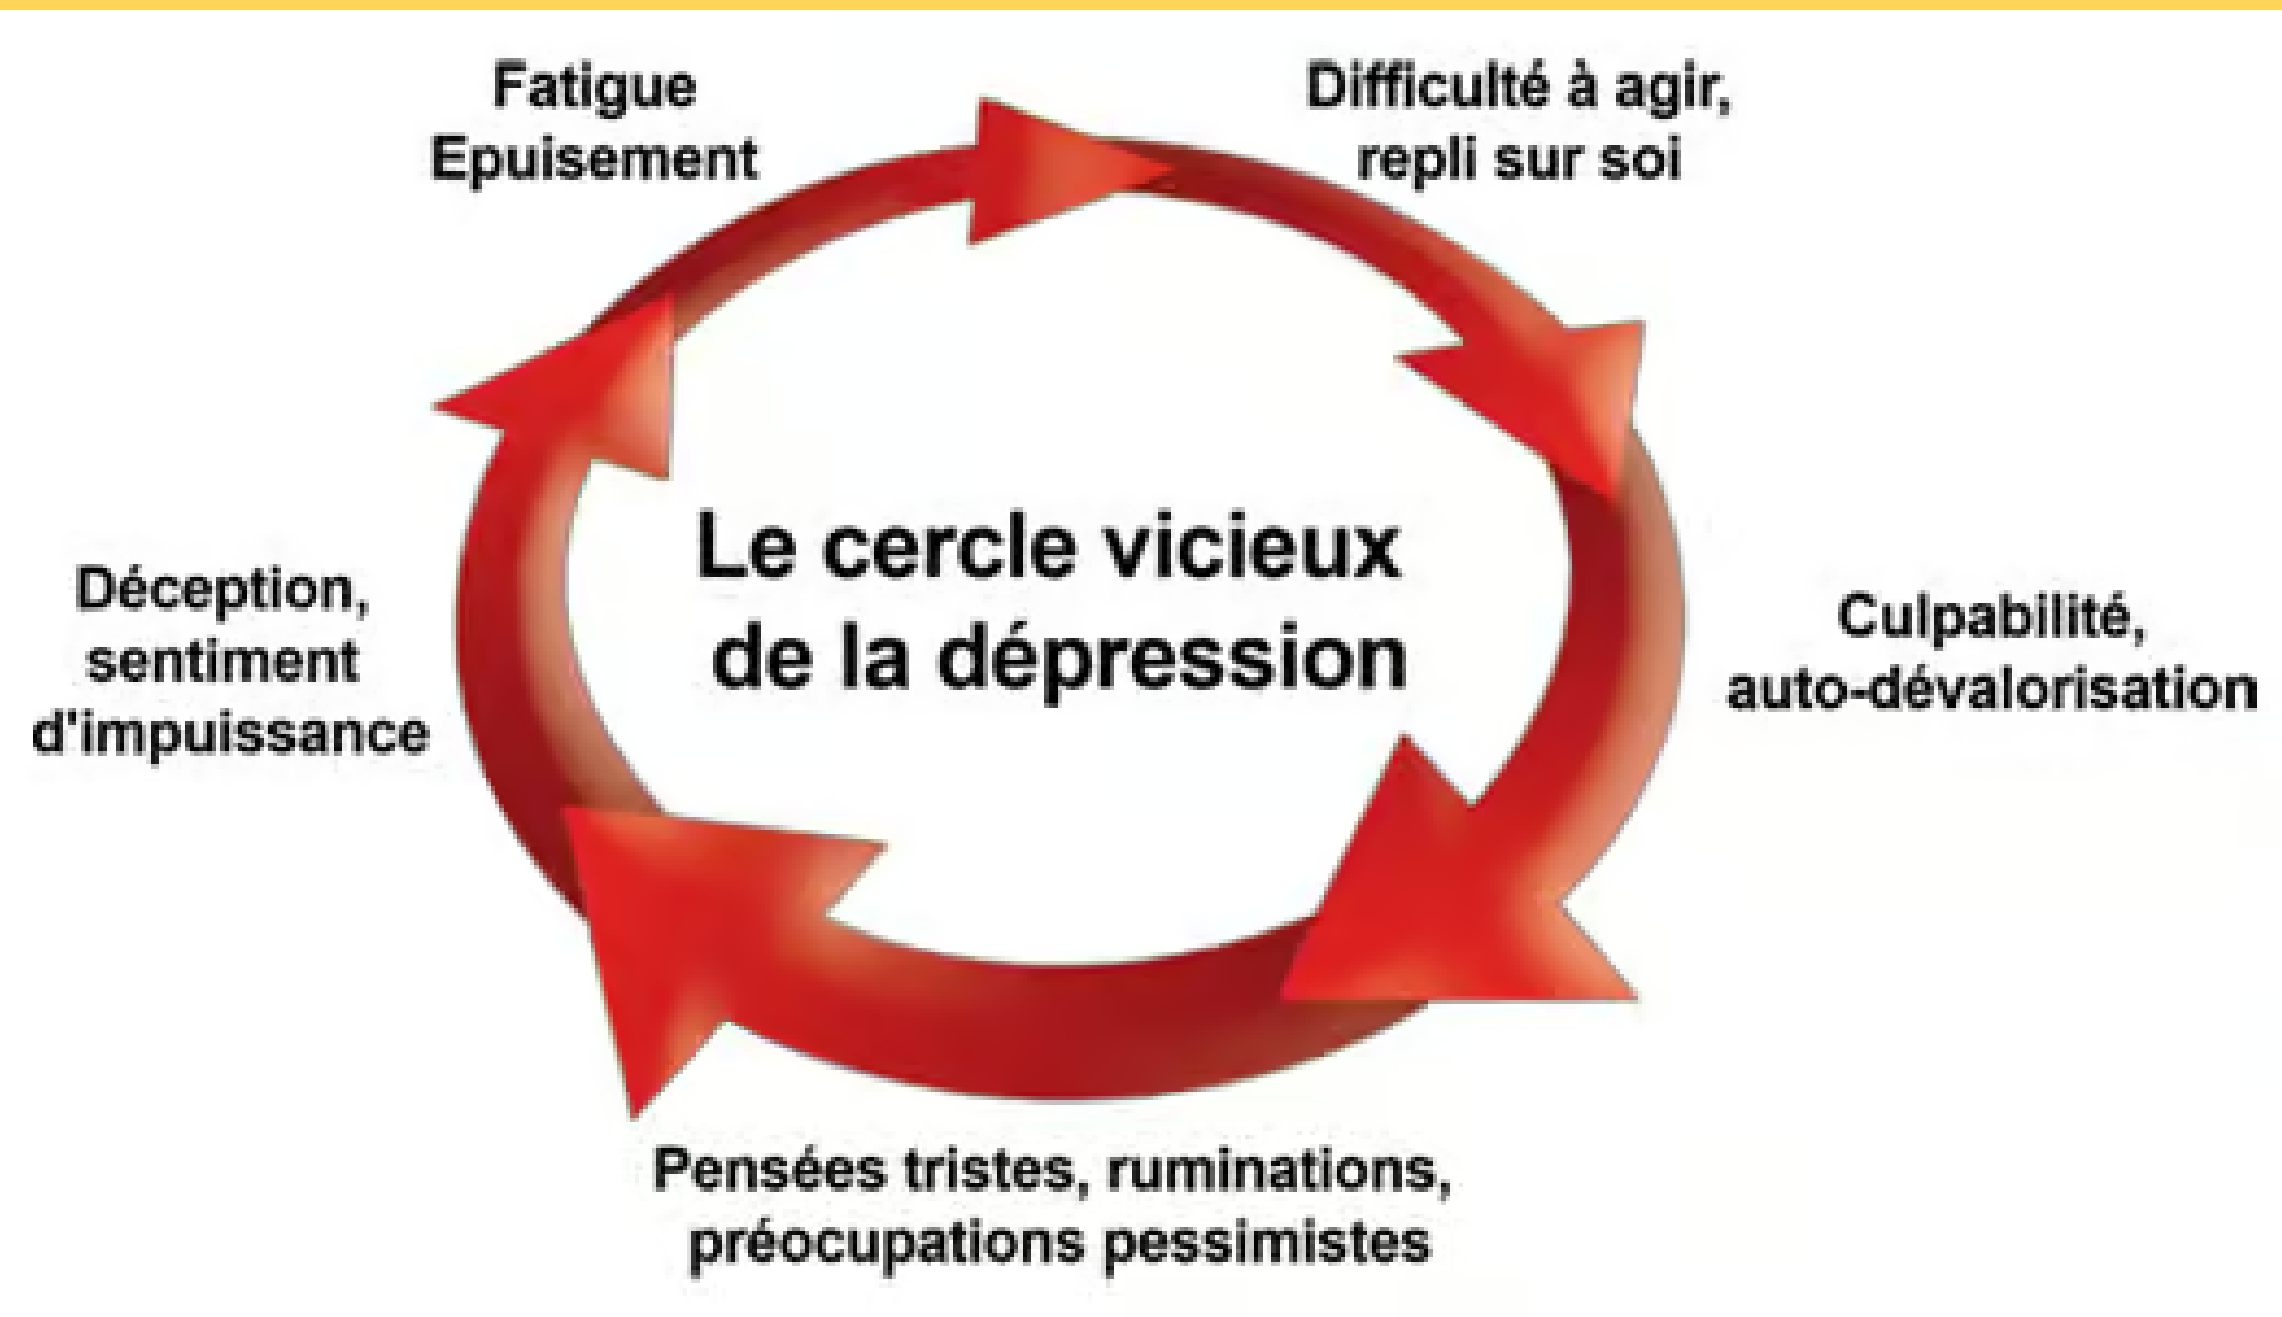 Fatigue
Epuisement
Difficulté à agir,
repli sur soi
Le cercle vicieux
de la dépression
Culpabilité,
auto-dévalorisation
Pensées tristes, ruminations,
préocupations pessimistes
Déception,
sentiment
d'impuissance